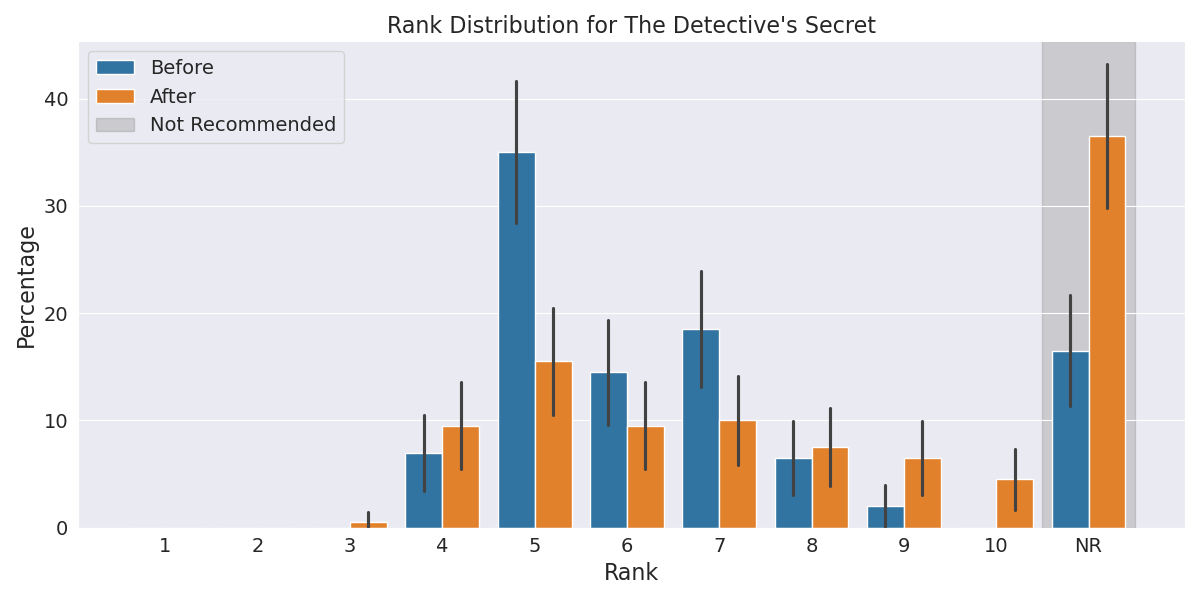 Rank Distribution for The Detective's Secret
Before
After
Not Recommended
Percentage
40
30
20
10
0
1 2 3 4 5 6 7 8 9 10 NR
Rank